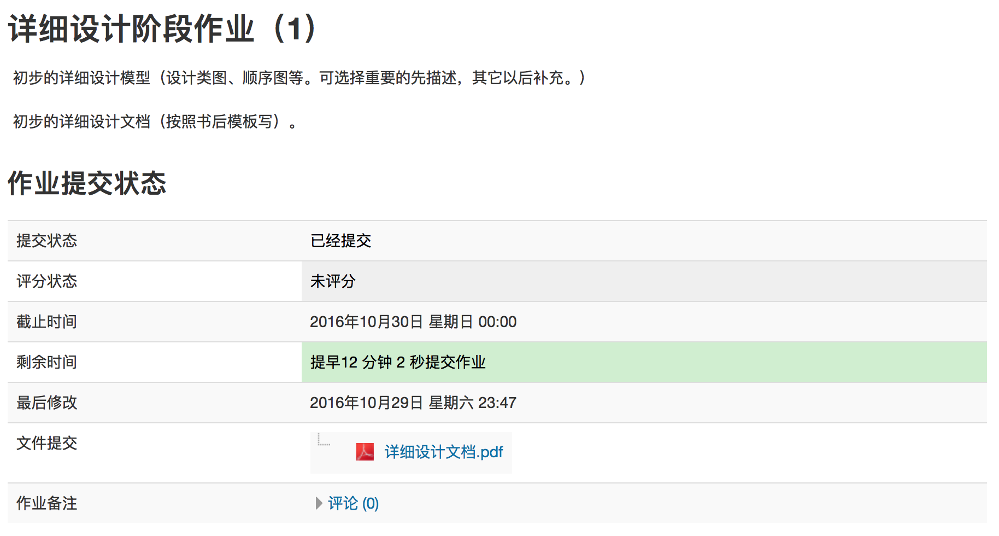 详细设计阶段作业（1）
初步的详细设计模型（设计类图、顺序图等。可选择重要的先描述，其它以后补充。）
初步的详细设计文档（按照书后模板写）。
作业提交状态
提交状态 已经提交
评分状态 未评分
截止时间 2016年10月30日 星期日 00:00
剩余时间 提早12 分钟 2 秒提交作业
最后修改 2016年10月29日 星期六 23:47
文件提交 详细设计文档.pdf
作业备注 评论 (0)